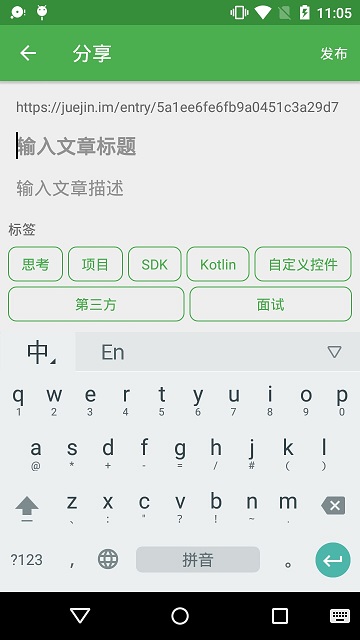 11:05
分享
发布
https://juejin.im/entry/5a1ee6fe6fb9a0451c3a29d7
输入文章标题
输入文章描述
标签
思考 项目 SDK Kotlin 自定义控件
第三方 面试
中 En
q w e r t y u i o p
1 2 3 4 5 6 7 8 9 0
a s d f g h j k l
@ * + - = / # ( )
z x c v b n m
、 : " ? ! ~ .
?123 , 拼音 。